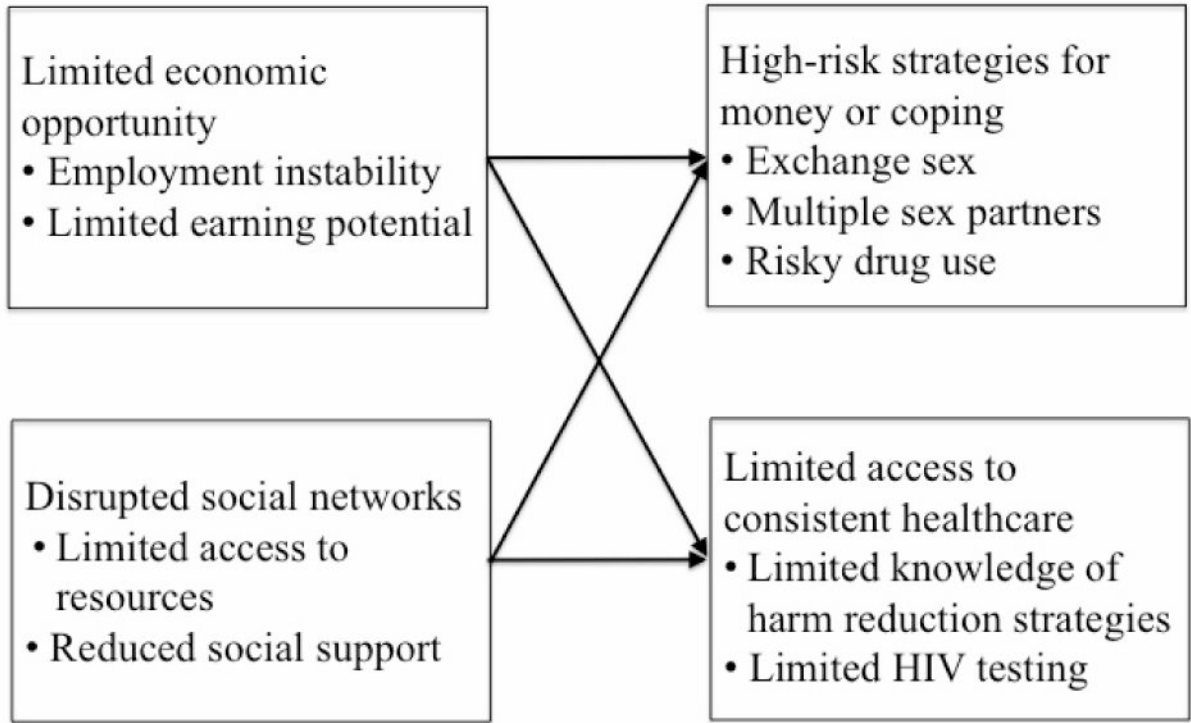 Limited economic
opportunity
• Employment instability
• Limited earning potential
High-risk strategies for
money or coping
• Exchange sex
• Multiple sex partners
• Risky drug use
Disrupted social networks
• Limited access to
resources
• Reduced social support
Limited access to
consistent healthcare
• Limited knowledge of
harm reduction strategies
• Limited HIV testing